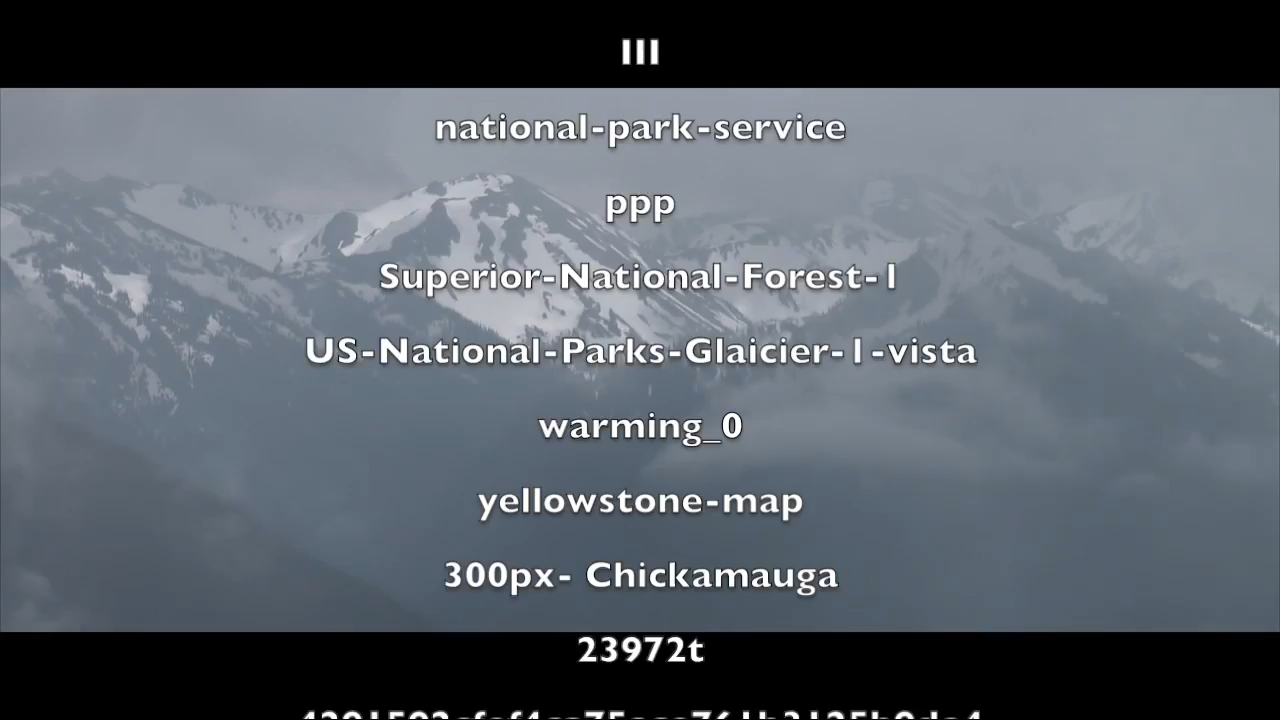 III
national-park-service
ppp
Superior-National-Forest-1
US-National-Parks-Glaicier-1-vista
warming_0
yellowstone-map
300px- Chickamauga
23972t